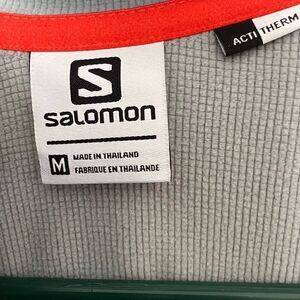 S
salomon
M
MADE IN THAILAND
FABRIQUE EN THAILANDE
ACTI THERM